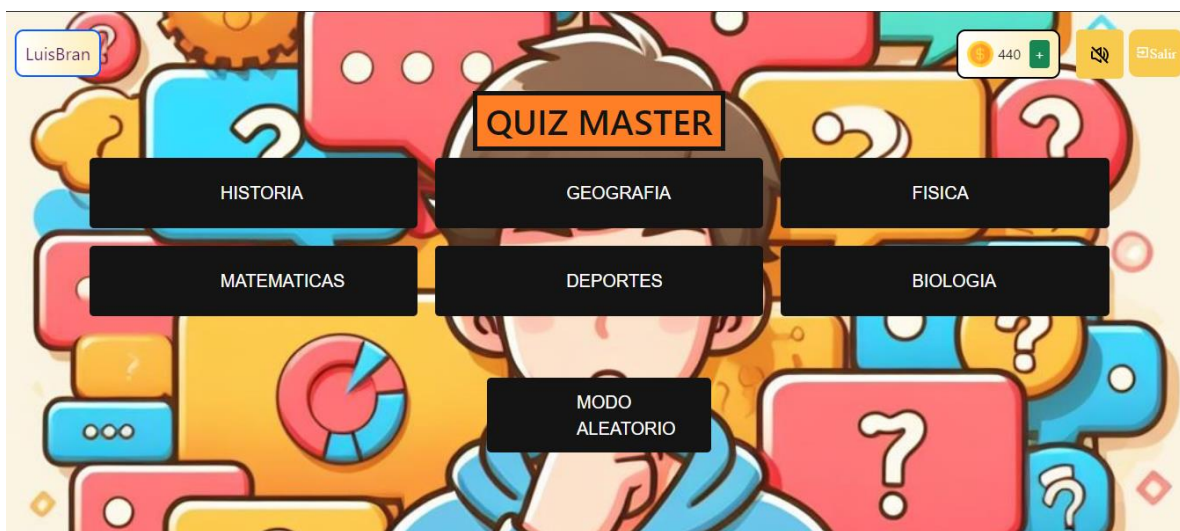 LuisBran
440 +
Salir
QUIZ MASTER
HISTORIA
GEOGRAFIA
FISICA
MATEMATICAS
DEPORTES
BIOLOGIA
MODO
ALEATORIO